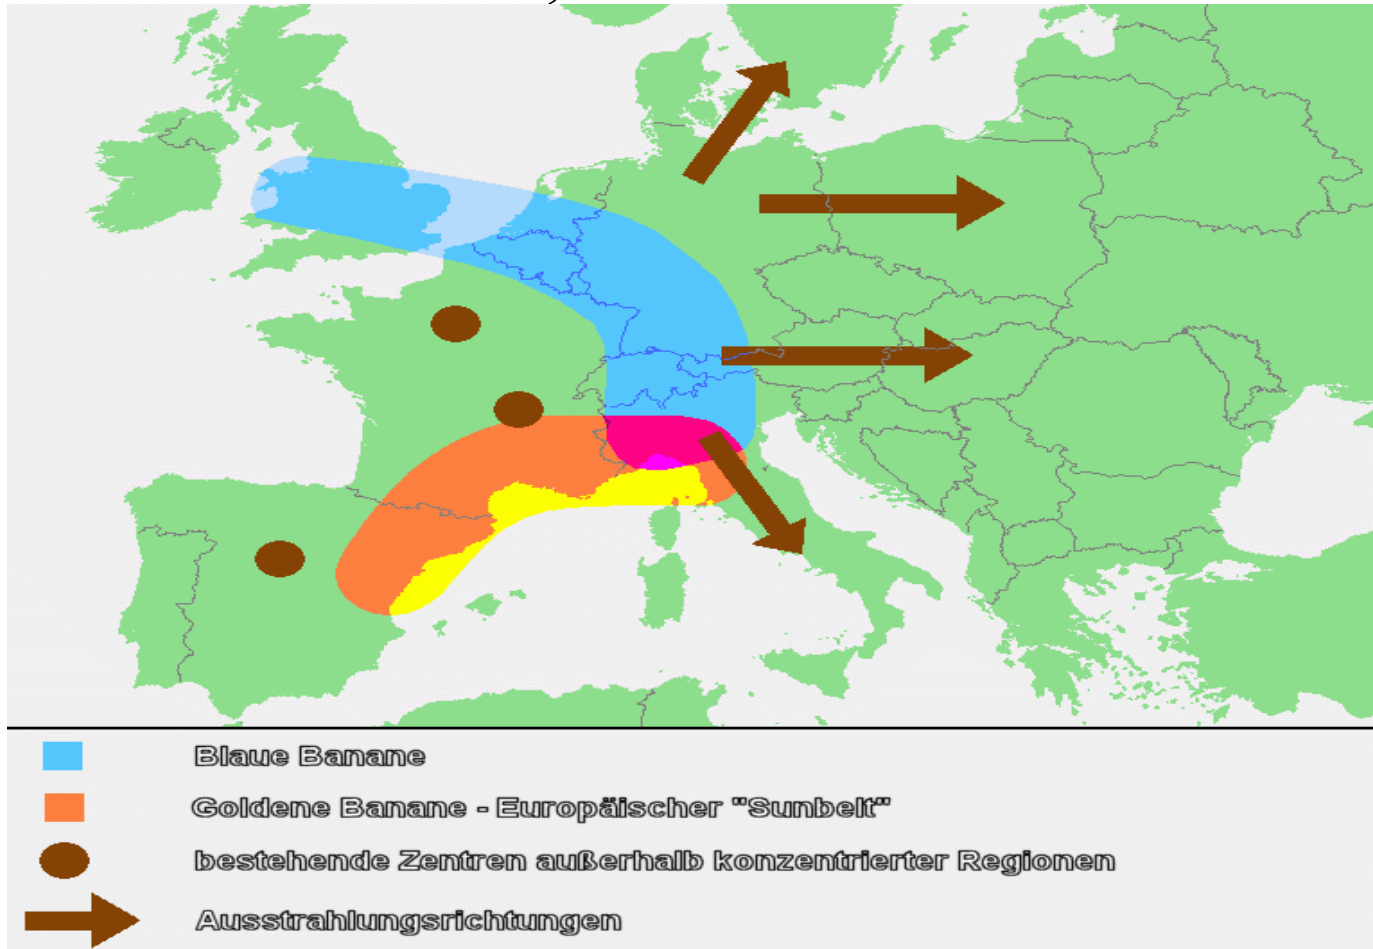 Blaue Banane
Goldene Banane - Europäischer "Sunbelt"
bestehende Zentren außerhalb konzentrierter Regionen
Ausstrahlungsrichtungen